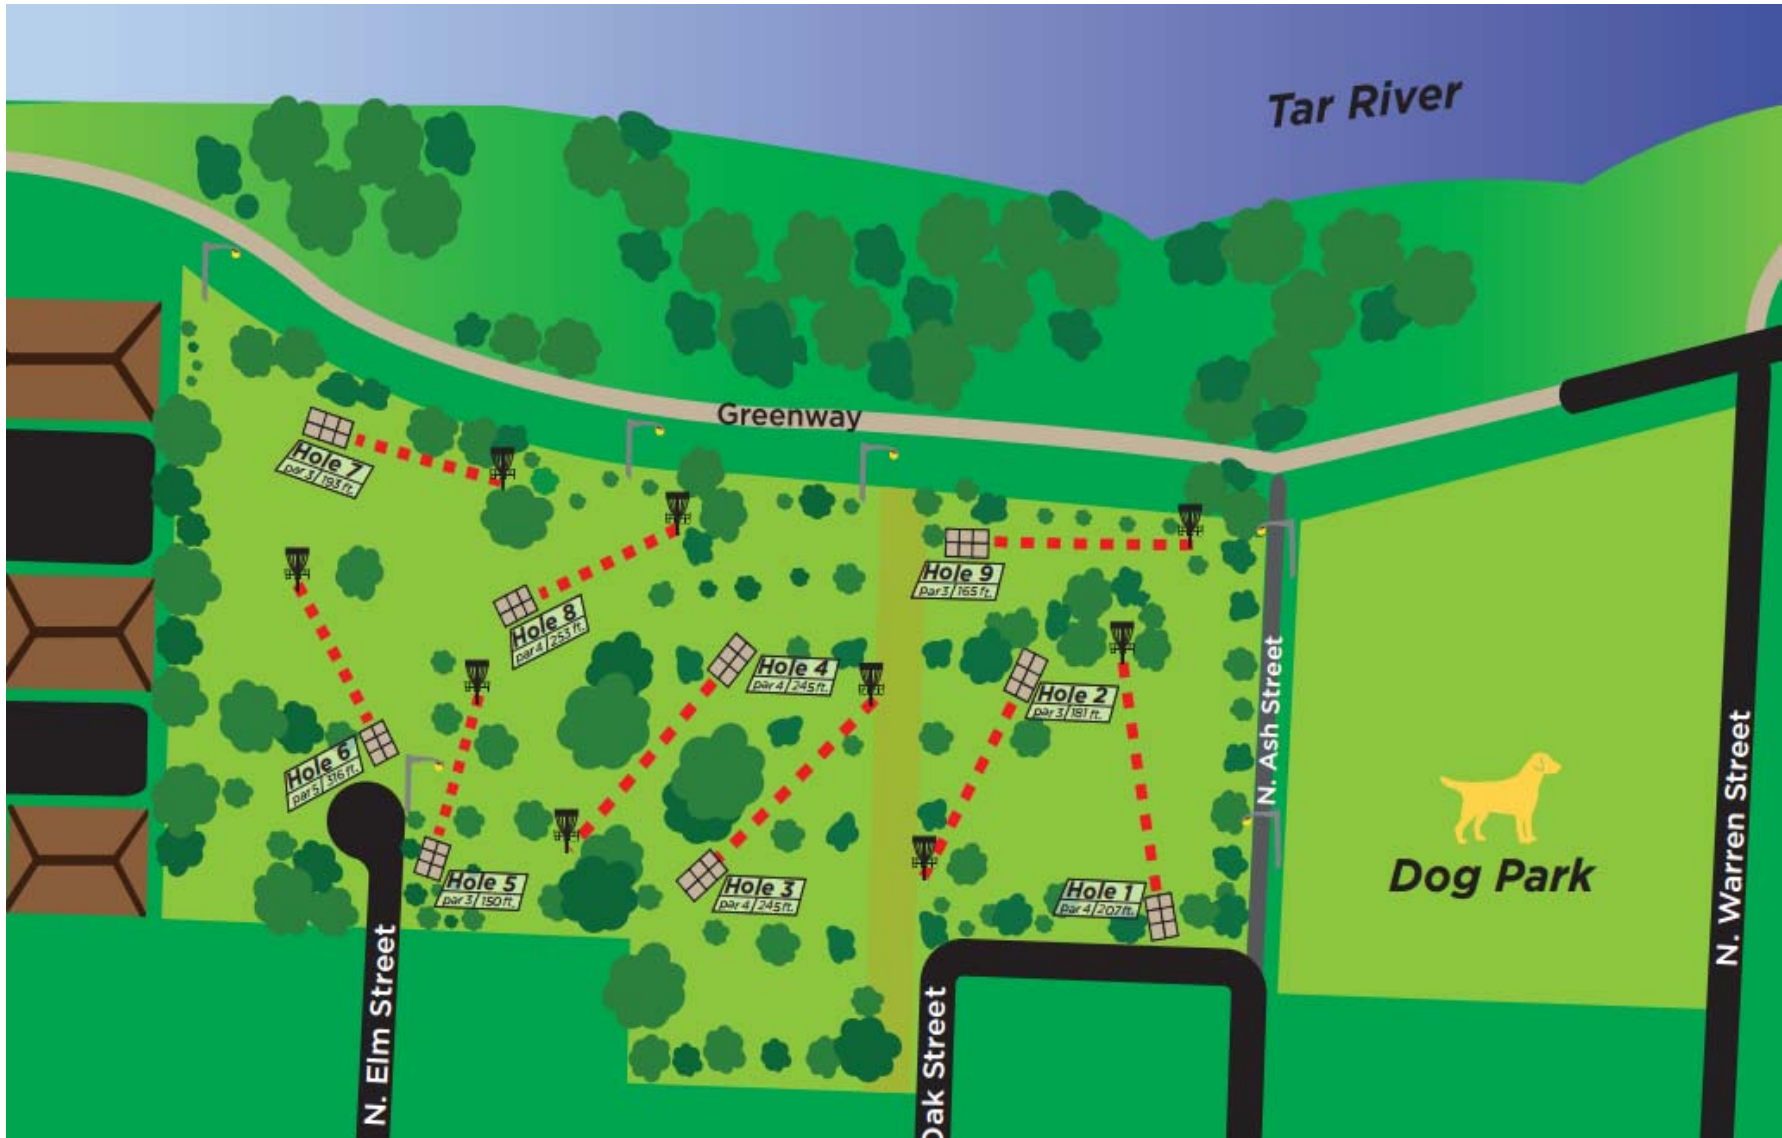 Tar River
Greenway
Hole 7
par 3/193 ft.
Hole 9
par 3/165 ft.
Hole 8
par 4/253 ft.
Hole 4
par 4/245 ft.
Hole 2
par 3/181 ft.
Hole 6
par 5/316 ft.
Hole 5
par 3/150 ft.
Hole 3
par 4/245 ft.
Hole 1
par 4/207 ft.
N. Ash Street
Dog Park
N. Warren Street
N. Elm Street
Oak Street